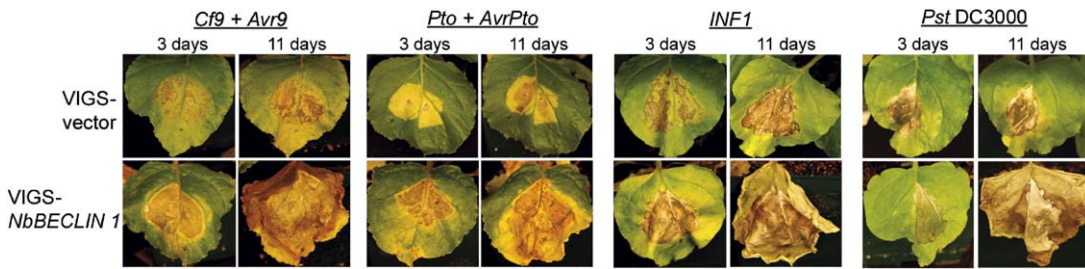 Cf9 + Avr9 Pto + AvrPto INF1 Pst DC3000
3 days 11 days 3 days 11 days 3 days 11 days 3 days 11 days
VIGS-
vector
VIGS-
NbBECLIN 1